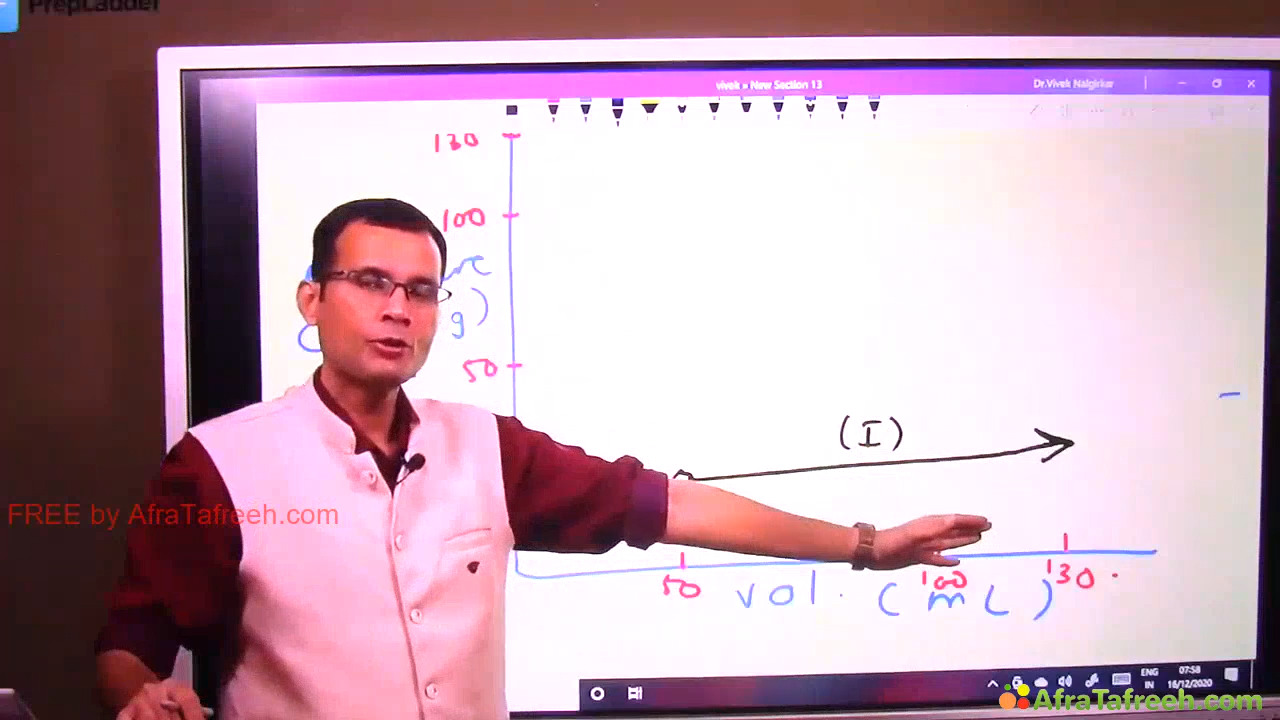 PrepLadder
vivek » New Section 13
Dr.Vivek Nalgirkar
130
100
50
(I)
50
100
130
vol. (mL)
FREE by AfraTafreeh.com
ENG
IN
07:58
16/12/2020
AfraTafreeh.com